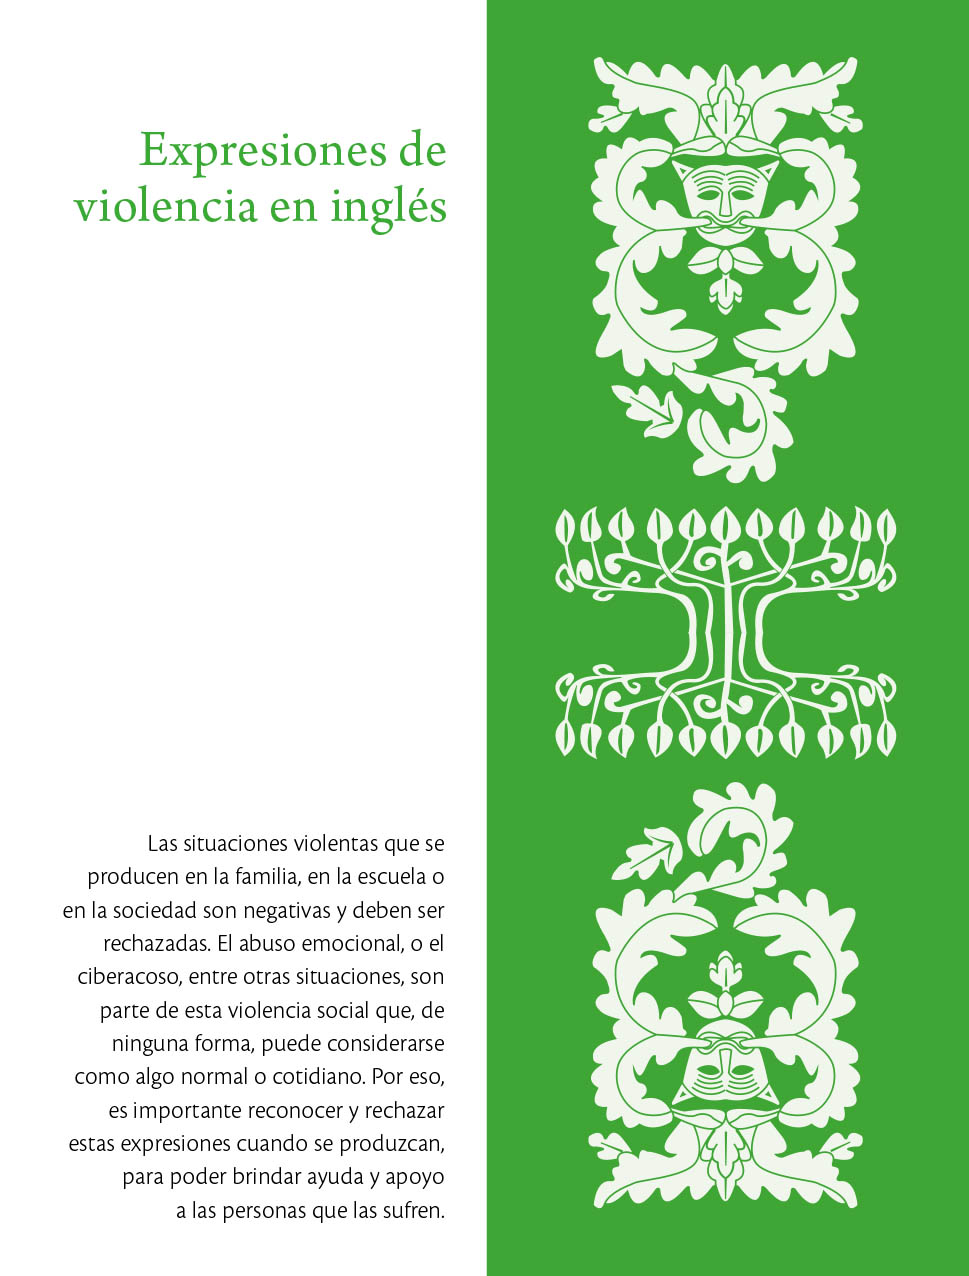 Expresiones de
violencia en inglés
Las situaciones violentas que se
producen en la familia, en la escuela o
en la sociedad son negativas y deben ser
rechazadas. El abuso emocional, o el
ciberacoso, entre otras situaciones, son
parte de esta violencia social que, de
ninguna forma, puede considerarse
como algo normal o cotidiano. Por eso,
es importante reconocer y rechazar
estas expresiones cuando se produzcan,
para poder brindar ayuda y apoyo
a las personas que las sufren.